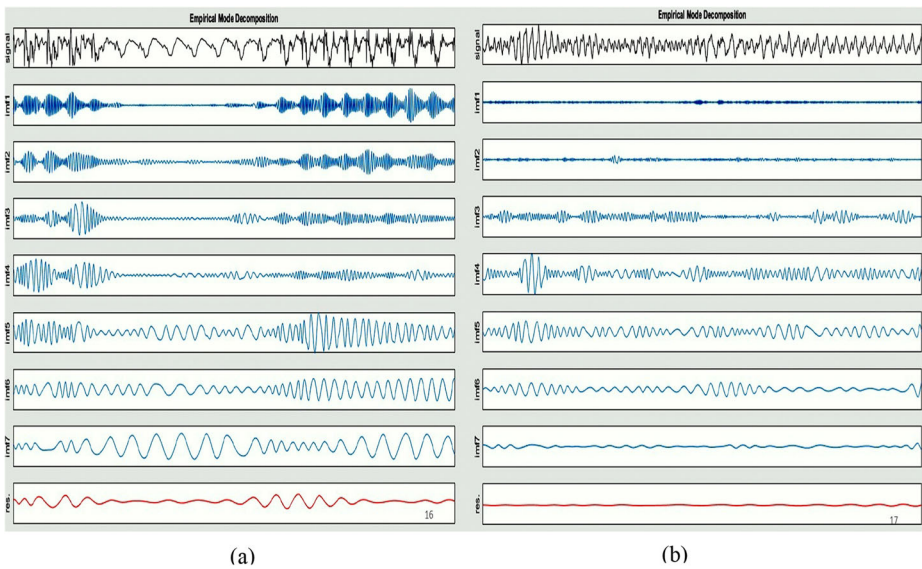 Empirical Mode Decomposition
signal
imf1
imf2
imf3
imf4
imf5
imf6
imf7
res.
16
(a)
Empirical Mode Decomposition
signal
imf1
imf2
imf3
imf4
imf5
imf6
imf7
res.
17
(b)